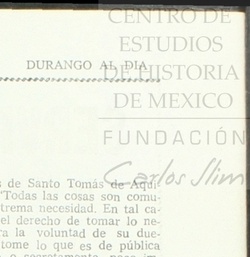 CENTRO DE
ESTUDIOS
DE HISTORIA
DE MEXICO
FUNDACIÓN
Carlos Slim
DURANGO AL DIA
s de Santo Tomás de Aqui-
"Todas las cosas son comu-
trema necesidad. En tal ca-
el derecho de tomar lo ne-
ra la voluntad de su due-
tome lo que es de pública